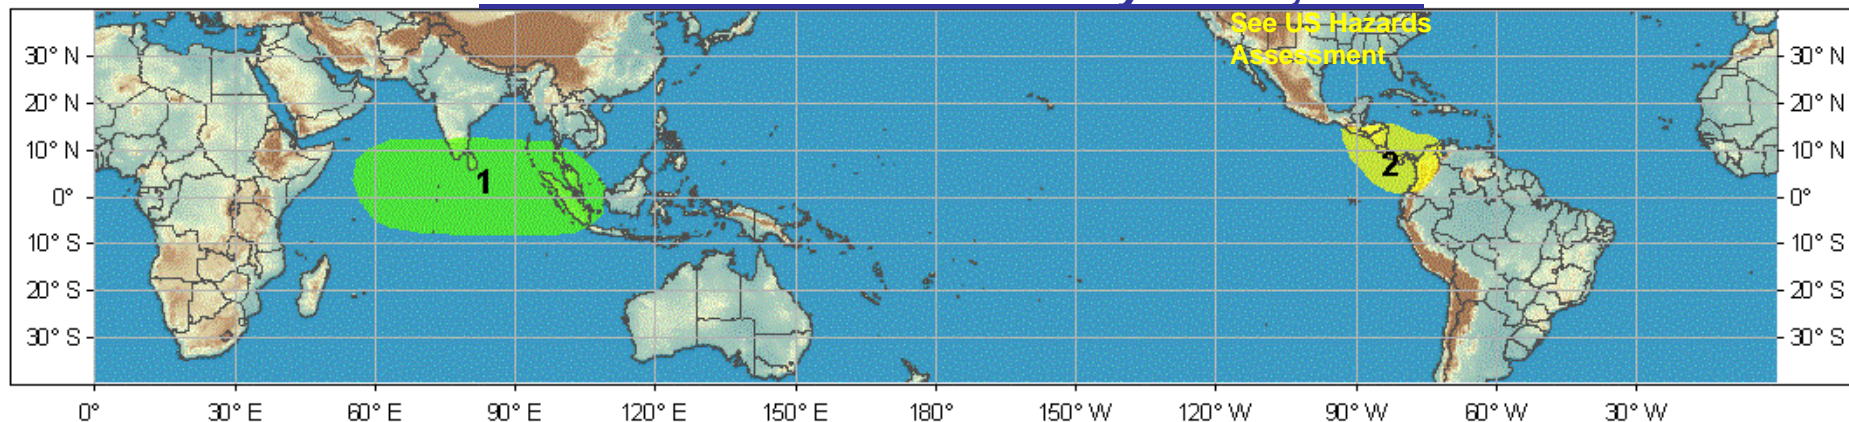 See US Hazards
Assessment
30° N
30° N
20° N
20° N
10° N
10° N
0°
0°
10° S
10° S
20° S
20° S
30° S
30° S
1
2
0°
30° E
60° E
90° E
120° E
150° E
180°
150° W
120° W
90° W
60° W
30° W